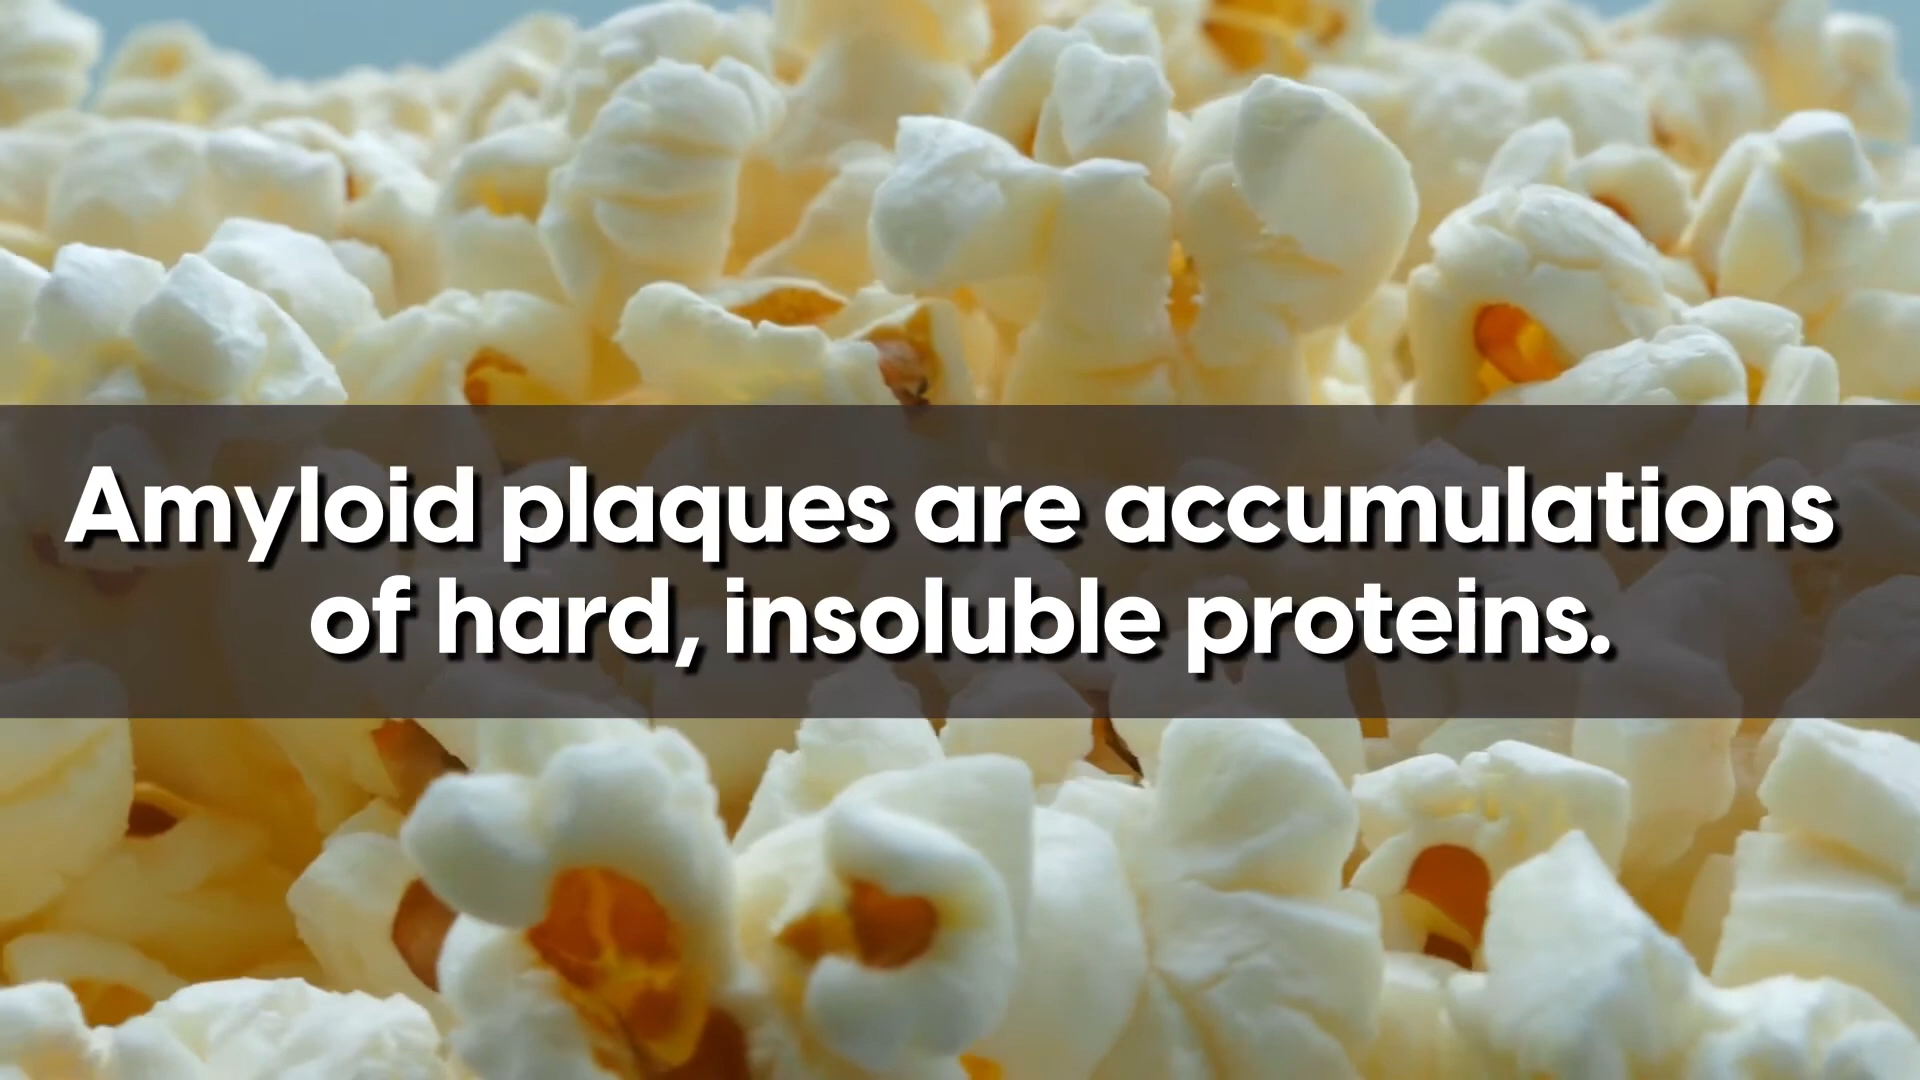 Amyloid plaques are accumulations
of hard, insoluble proteins.